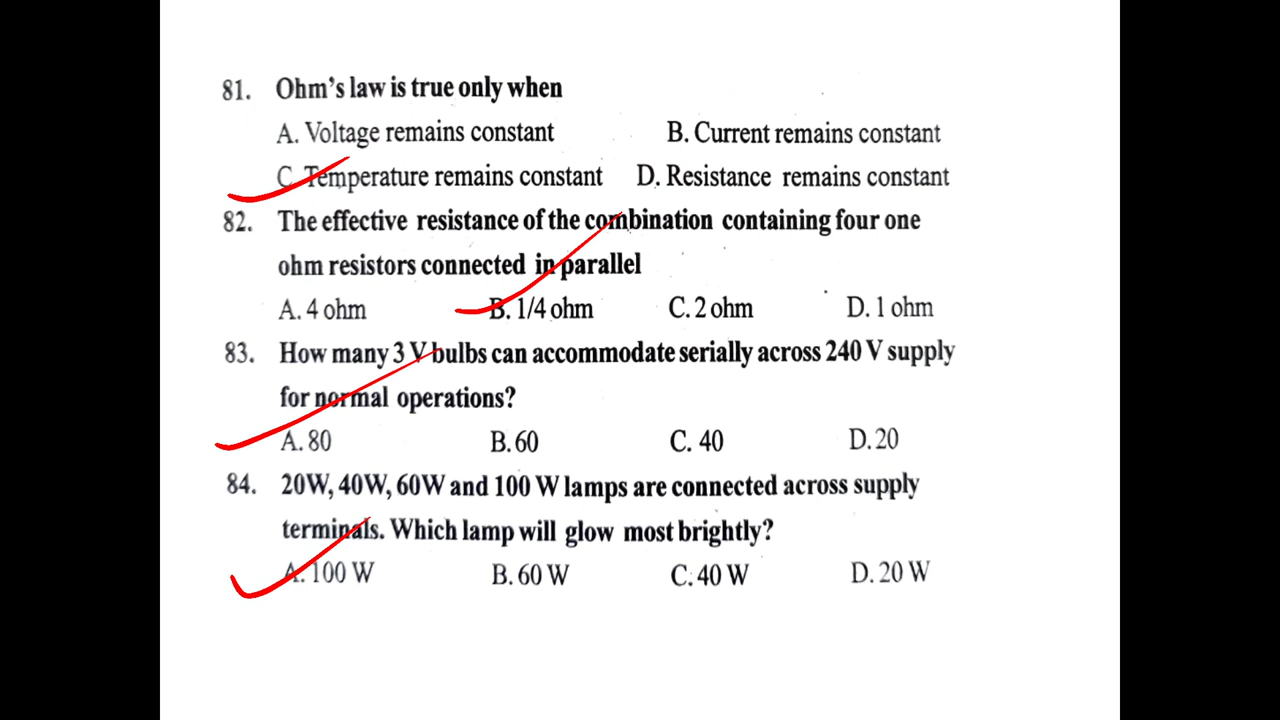 81. Ohm's law is true only when
A. Voltage remains constant B. Current remains constant
C. Temperature remains constant D. Resistance remains constant
82. The effective resistance of the combination containing four one
ohm resistors connected in parallel
A. 4 ohm B. 1/4 ohm C. 2 ohm D. 1 ohm
83. How many 3 V bulbs can accommodate serially across 240 V supply
for normal operations?
A. 80 B. 60 C. 40 D. 20
84. 20W, 40W, 60W and 100 W lamps are connected across supply
terminals. Which lamp will glow most brightly?
A. 100 W B. 60 W C. 40 W D. 20 W